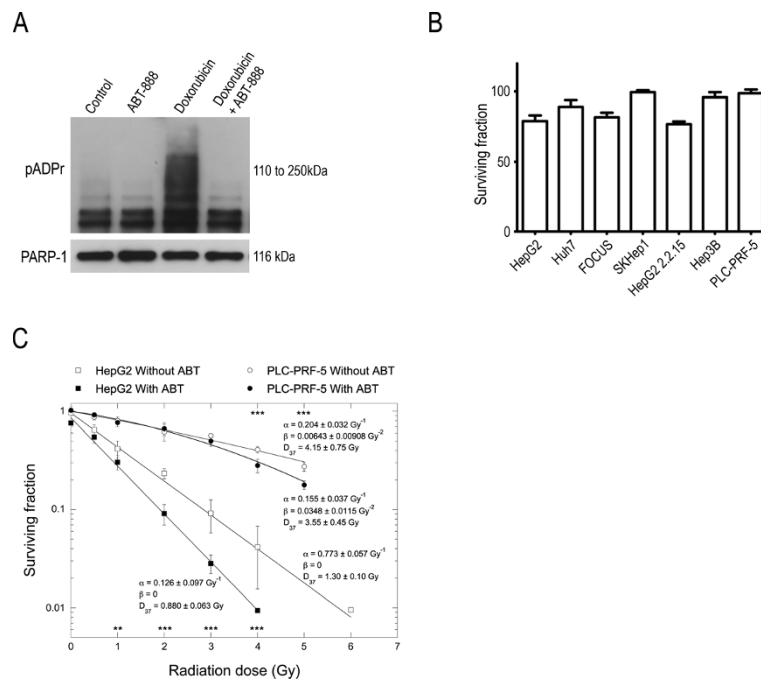 A
Control
ABT-888
Doxorubicin
Doxorubicin
+ ABT-888
pADPr
110 to 250kDa
PARP-1
116 kDa
B
Surviving fraction
100
50
0
HepG2
Huh7
FOCUS
SKHep1
HepG2 2.2.15
Hep3B
PLC-PRF-5
C
HepG2 Without ABT
PLC-PRF-5 Without ABT
HepG2 With ABT
PLC-PRF-5 With ABT
Surviving fraction
1
0.1
0.01
*** ***
α = 0.204 ± 0.032 Gy⁻¹
β = 0.00643 ± 0.00908 Gy⁻²
D₃₇ = 4.15 ± 0.75 Gy
α = 0.155 ± 0.037 Gy⁻¹
β = 0.0348 ± 0.0115 Gy⁻²
D₃₇ = 3.55 ± 0.45 Gy
α = 0.773 ± 0.057 Gy⁻¹
β = 0
D₃₇ = 1.30 ± 0.10 Gy
α = 0.126 ± 0.097 Gy⁻¹
β = 0
D₃₇ = 0.880 ± 0.063 Gy
** *** *** ***
0 1 2 3 4 5 6 7
Radiation dose (Gy)